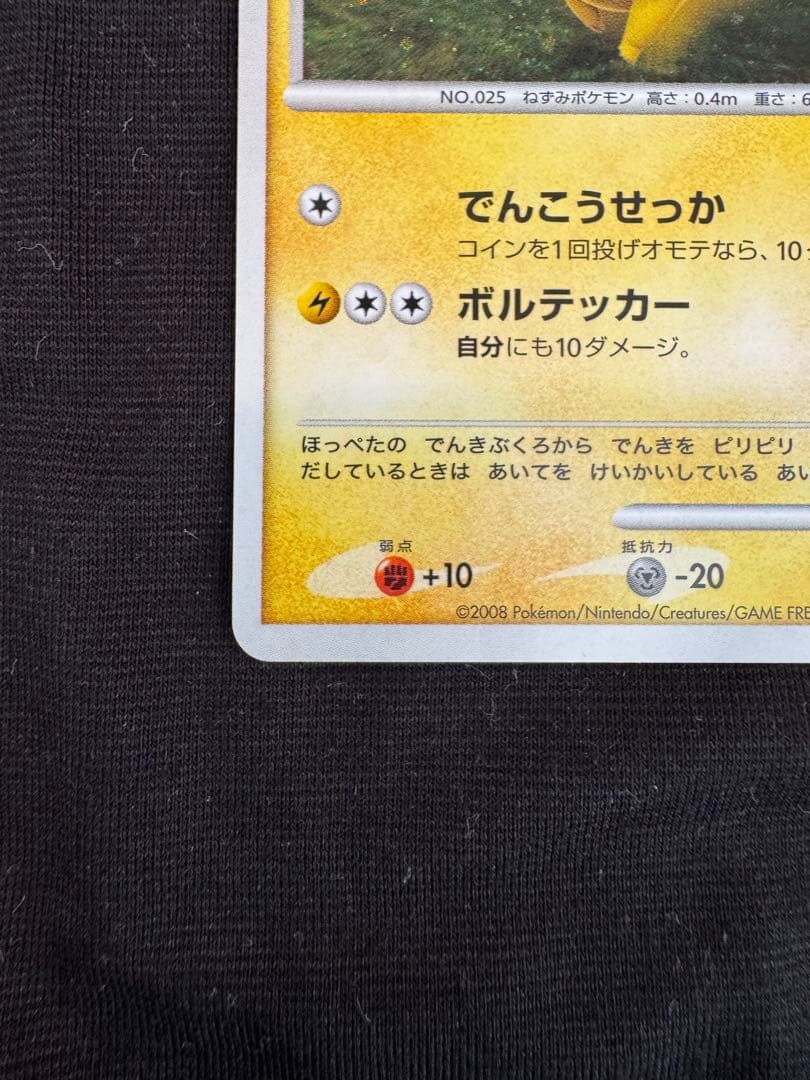 NO.025 ねずみポケモン 高さ:0.4m 重さ:6
でんこうせっか
コインを1回投げオモテなら、10
ボルテッカー
自分にも10ダメージ。
ほっぺたの でんきぶくろから でんきを ピリピリ
だしているときは あいてを けいかいしている あい
弱点 抵抗力
+10 -20
©2008 Pokémon/Nintendo/Creatures/GAME FRE